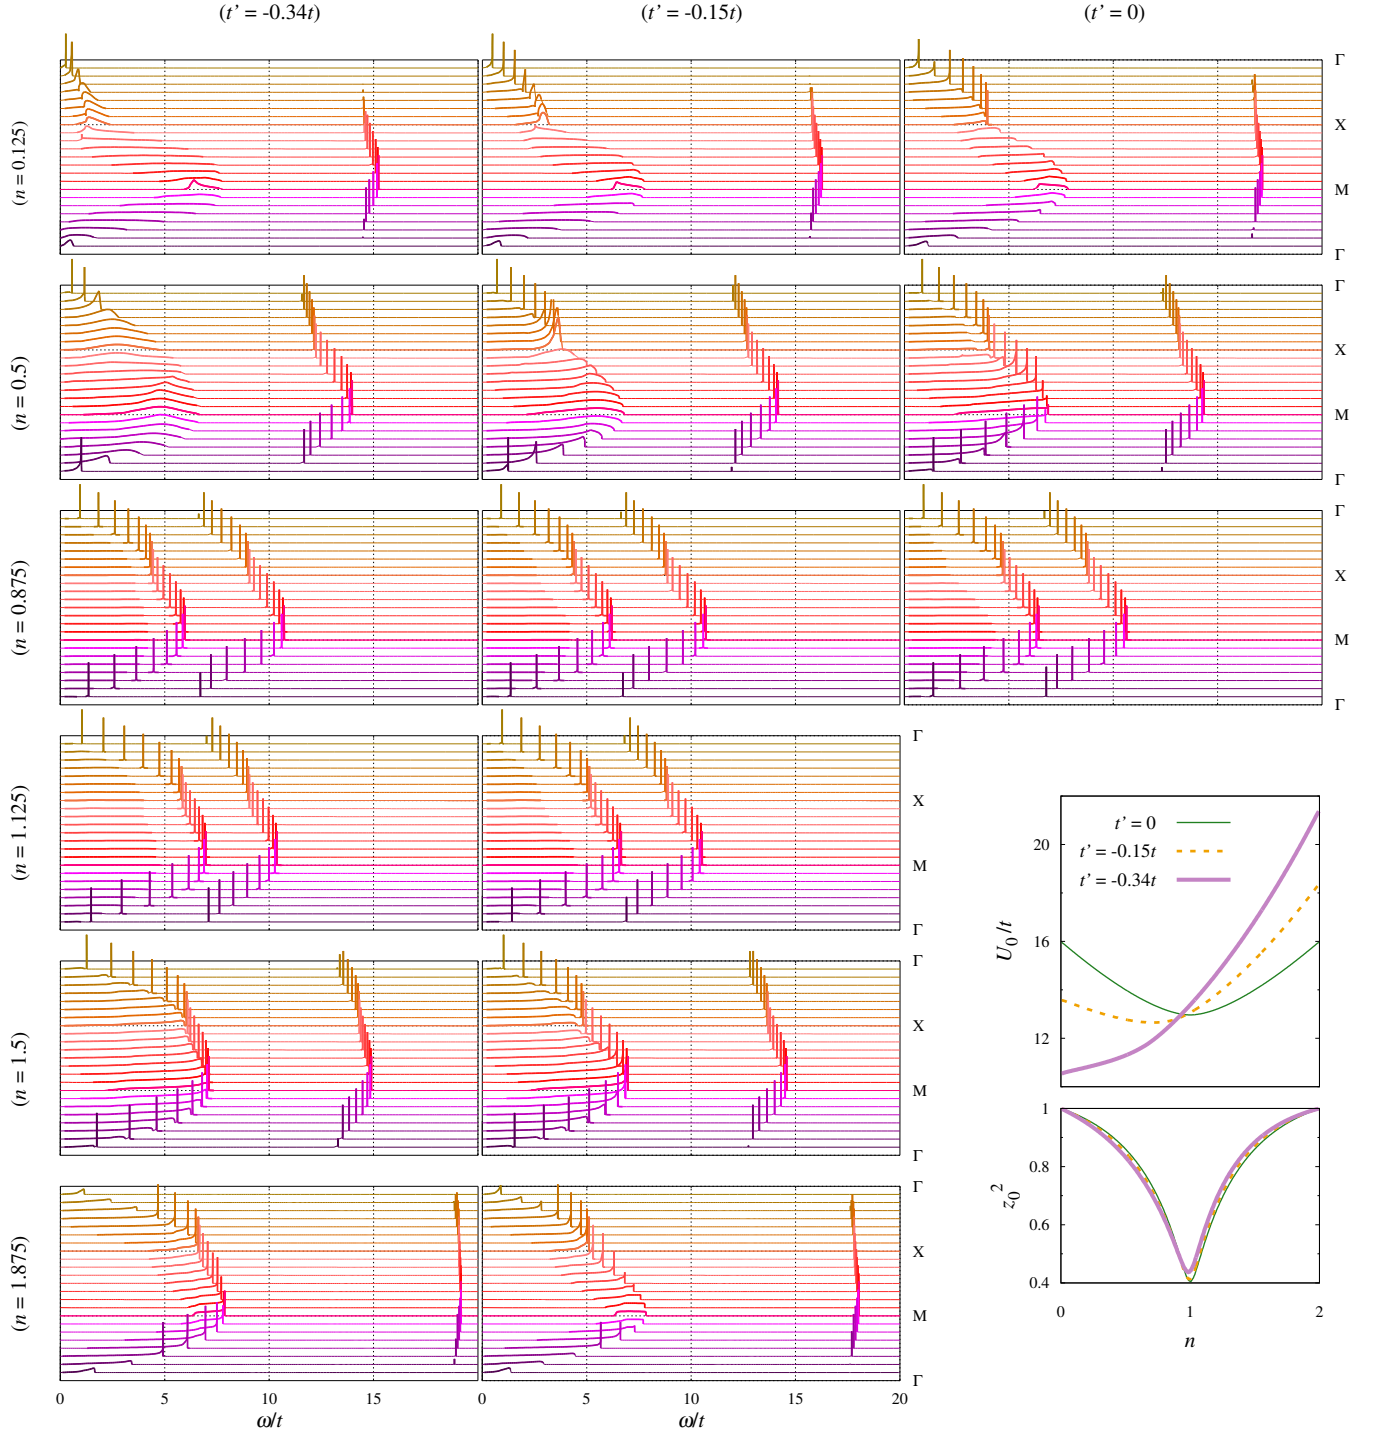 (t' = -0.34t)
(t' = -0.15t)
(t' = 0)
(n = 0.125)
Γ
X
M
Γ
(n = 0.5)
Γ
X
M
Γ
(n = 0.875)
Γ
X
M
Γ
(n = 1.125)
Γ
X
M
Γ
(n = 1.5)
Γ
X
M
Γ
(n = 1.875)
Γ
X
M
Γ
0 5 10 15
ω/t
0 5 10 15 20
ω/t
t' = 0
t' = -0.15t
t' = -0.34t
20
16
12
U₀/t
1
0.8
0.6
0.4
z₀²
0 1 2
n